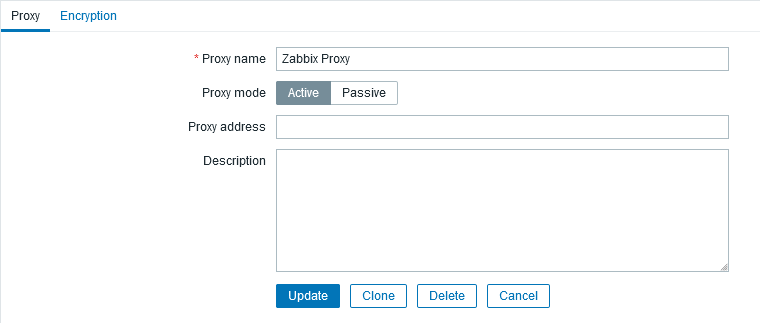 Proxy Encryption
* Proxy name Zabbix Proxy
Proxy mode Active Passive
Proxy address
Description
Update Clone Delete Cancel